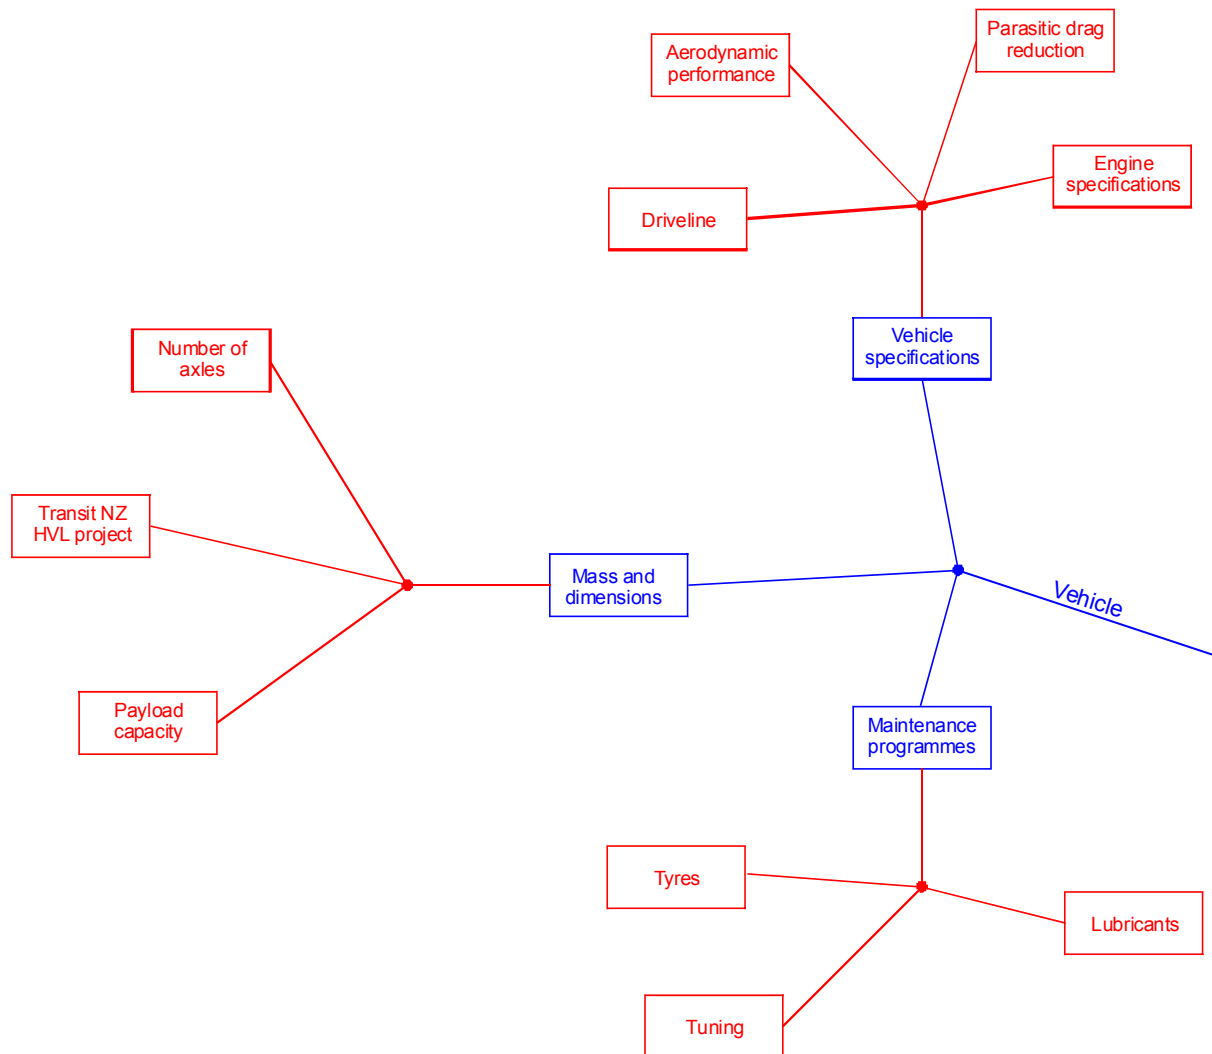 Parasitic drag
reduction
Aerodynamic
performance
Engine
specifications
Driveline
Vehicle
specifications
Number of
axles
Transit NZ
HVL project
Mass and
dimensions
Vehicle
Payload
capacity
Maintenance
programmes
Tyres
Lubricants
Tuning